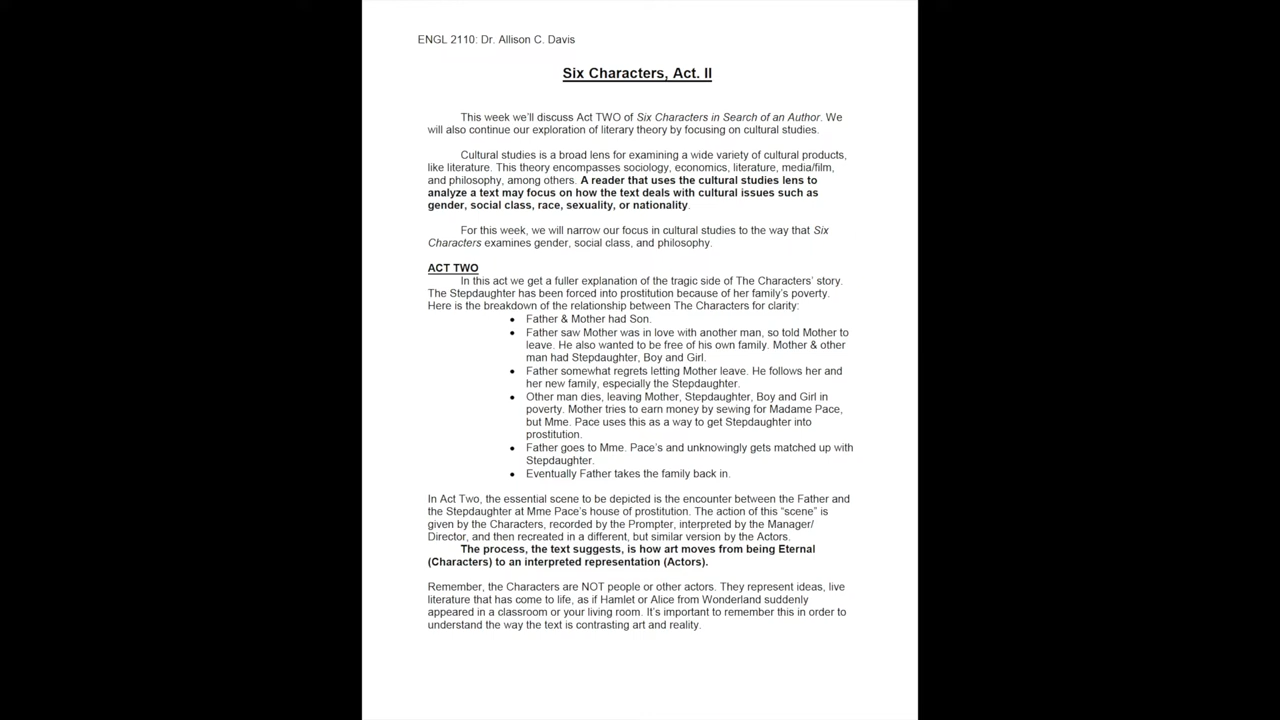 ENGL 2110: Dr. Allison C. Davis
Six Characters, Act. II
This week we'll discuss Act TWO of Six Characters in Search of an Author. We
will also continue our exploration of literary theory by focusing on cultural studies.
Cultural studies is a broad lens for examining a wide variety of cultural products,
like literature. This theory encompasses sociology, economics, literature, media/film,
and philosophy, among others. A reader that uses the cultural studies lens to
analyze a text may focus on how the text deals with cultural issues such as
gender, social class, race, sexuality, or nationality.
For this week, we will narrow our focus in cultural studies to the way that Six
Characters examines gender, social class, and philosophy.
ACT TWO
In this act we get a fuller explanation of the tragic side of The Characters' story.
The Stepdaughter has been forced into prostitution because of her family's poverty.
Here is the breakdown of the relationship between The Characters for clarity:
• Father & Mother had Son.
• Father saw Mother was in love with another man, so told Mother to
leave. He also wanted to be free of his own family. Mother & other
man had Stepdaughter, Boy and Girl.
• Father somewhat regrets letting Mother leave. He follows her and
her new family, especially the Stepdaughter.
• Other man dies, leaving Mother, Stepdaughter, Boy and Girl in
poverty. Mother tries to earn money by sewing for Madame Pace,
but Mme. Pace uses this as a way to get Stepdaughter into
prostitution.
• Father goes to Mme. Pace's and unknowingly gets matched up with
Stepdaughter.
• Eventually Father takes the family back in.
In Act Two, the essential scene to be depicted is the encounter between the Father and
the Stepdaughter at Mme Pace's house of prostitution. The action of this “scene” is
given by the Characters, recorded by the Prompter, interpreted by the Manager/
Director, and then recreated in a different, but similar version by the Actors.
The process, the text suggests, is how art moves from being Eternal
(Characters) to an interpreted representation (Actors).
Remember, the Characters are NOT people or other actors. They represent ideas, live
literature that has come to life, as if Hamlet or Alice from Wonderland suddenly
appeared in a classroom or your living room. It's important to remember this in order to
understand the way the text is contrasting art and reality.